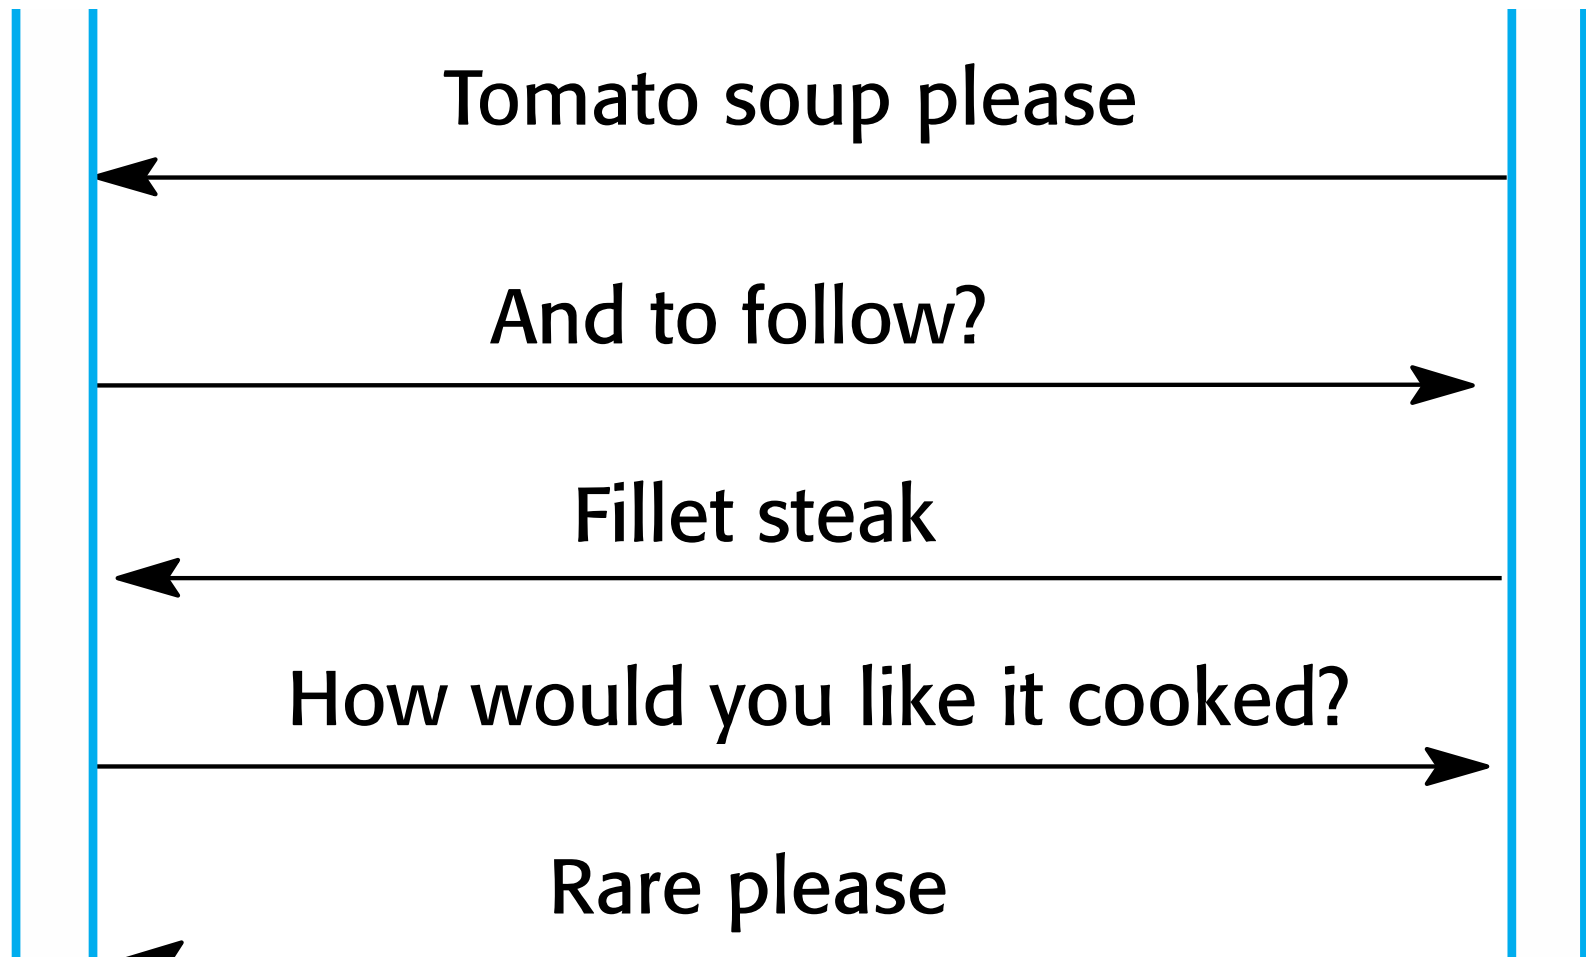 Tomato soup please
And to follow?
Fillet steak
How would you like it cooked?
Rare please